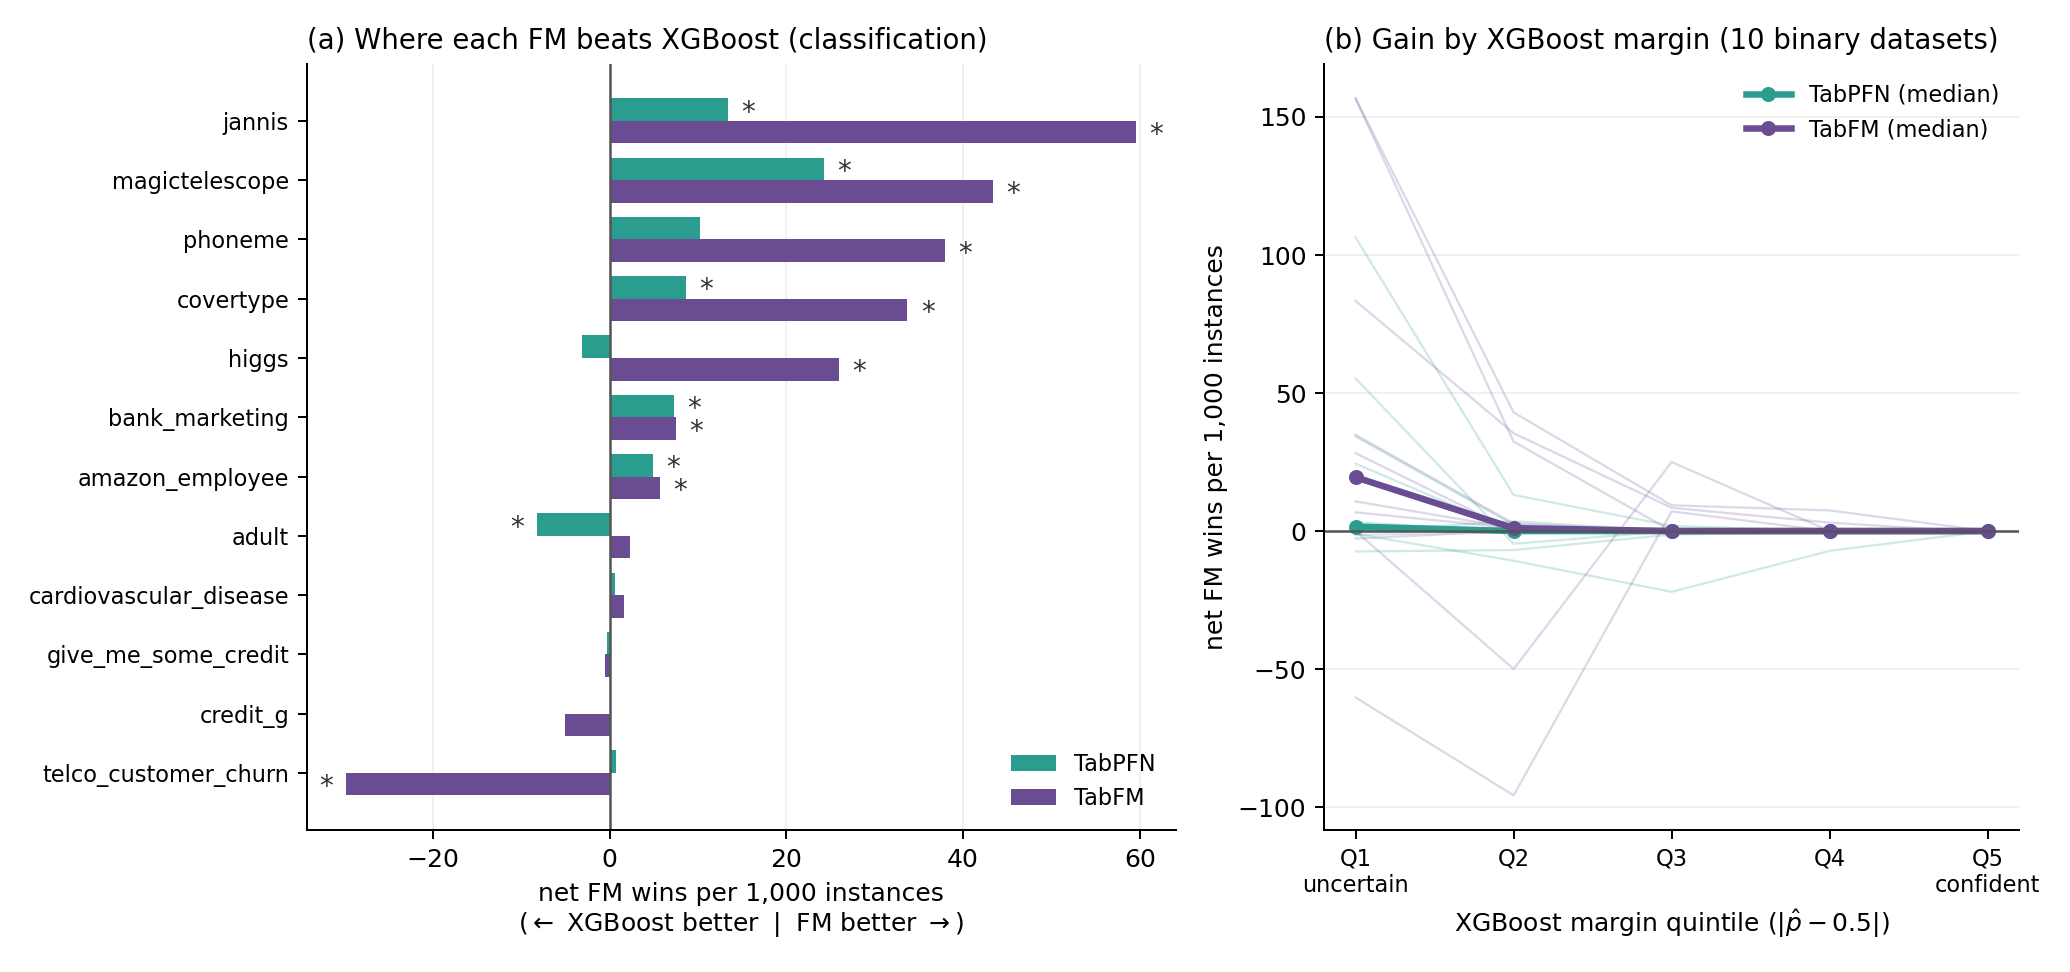 (a) Where each FM beats XGBoost (classification)
jannis
magictelescope
phoneme
covertype
higgs
bank_marketing
amazon_employee
adult
cardiovascular_disease
give_me_some_credit
credit_g
telco_customer_churn
*
*
*
*
*
*
*
*
*
*
*
*
*
*
TabPFN
TabFM
−20
0
20
40
60
net FM wins per 1,000 instances
(← XGBoost better | FM better →)
(b) Gain by XGBoost margin (10 binary datasets)
TabPFN (median)
TabFM (median)
net FM wins per 1,000 instances
150
100
50
0
−50
−100
Q1
uncertain
Q2
Q3
Q4
Q5
confident
XGBoost margin quintile (|p̂ − 0.5|)